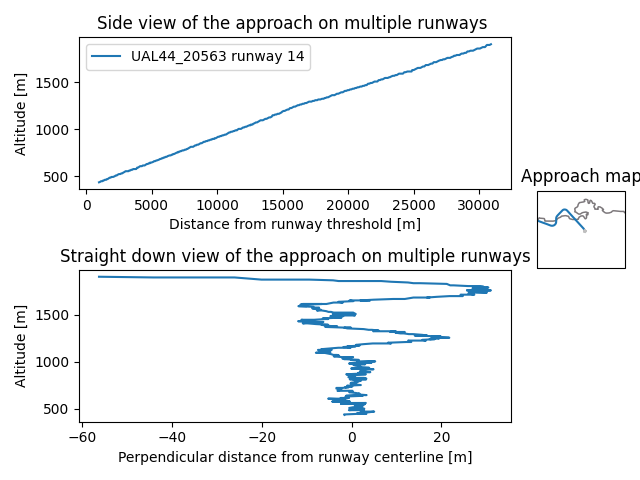 Side view of the approach on multiple runways
UAL44_20563 runway 14
Altitude [m]
1500
1000
500
0 5000 10000 15000 20000 25000 30000
Distance from runway threshold [m]
Approach map
Straight down view of the approach on multiple runways
Altitude [m]
1500
1000
500
−60 −40 −20 0 20
Perpendicular distance from runway centerline [m]